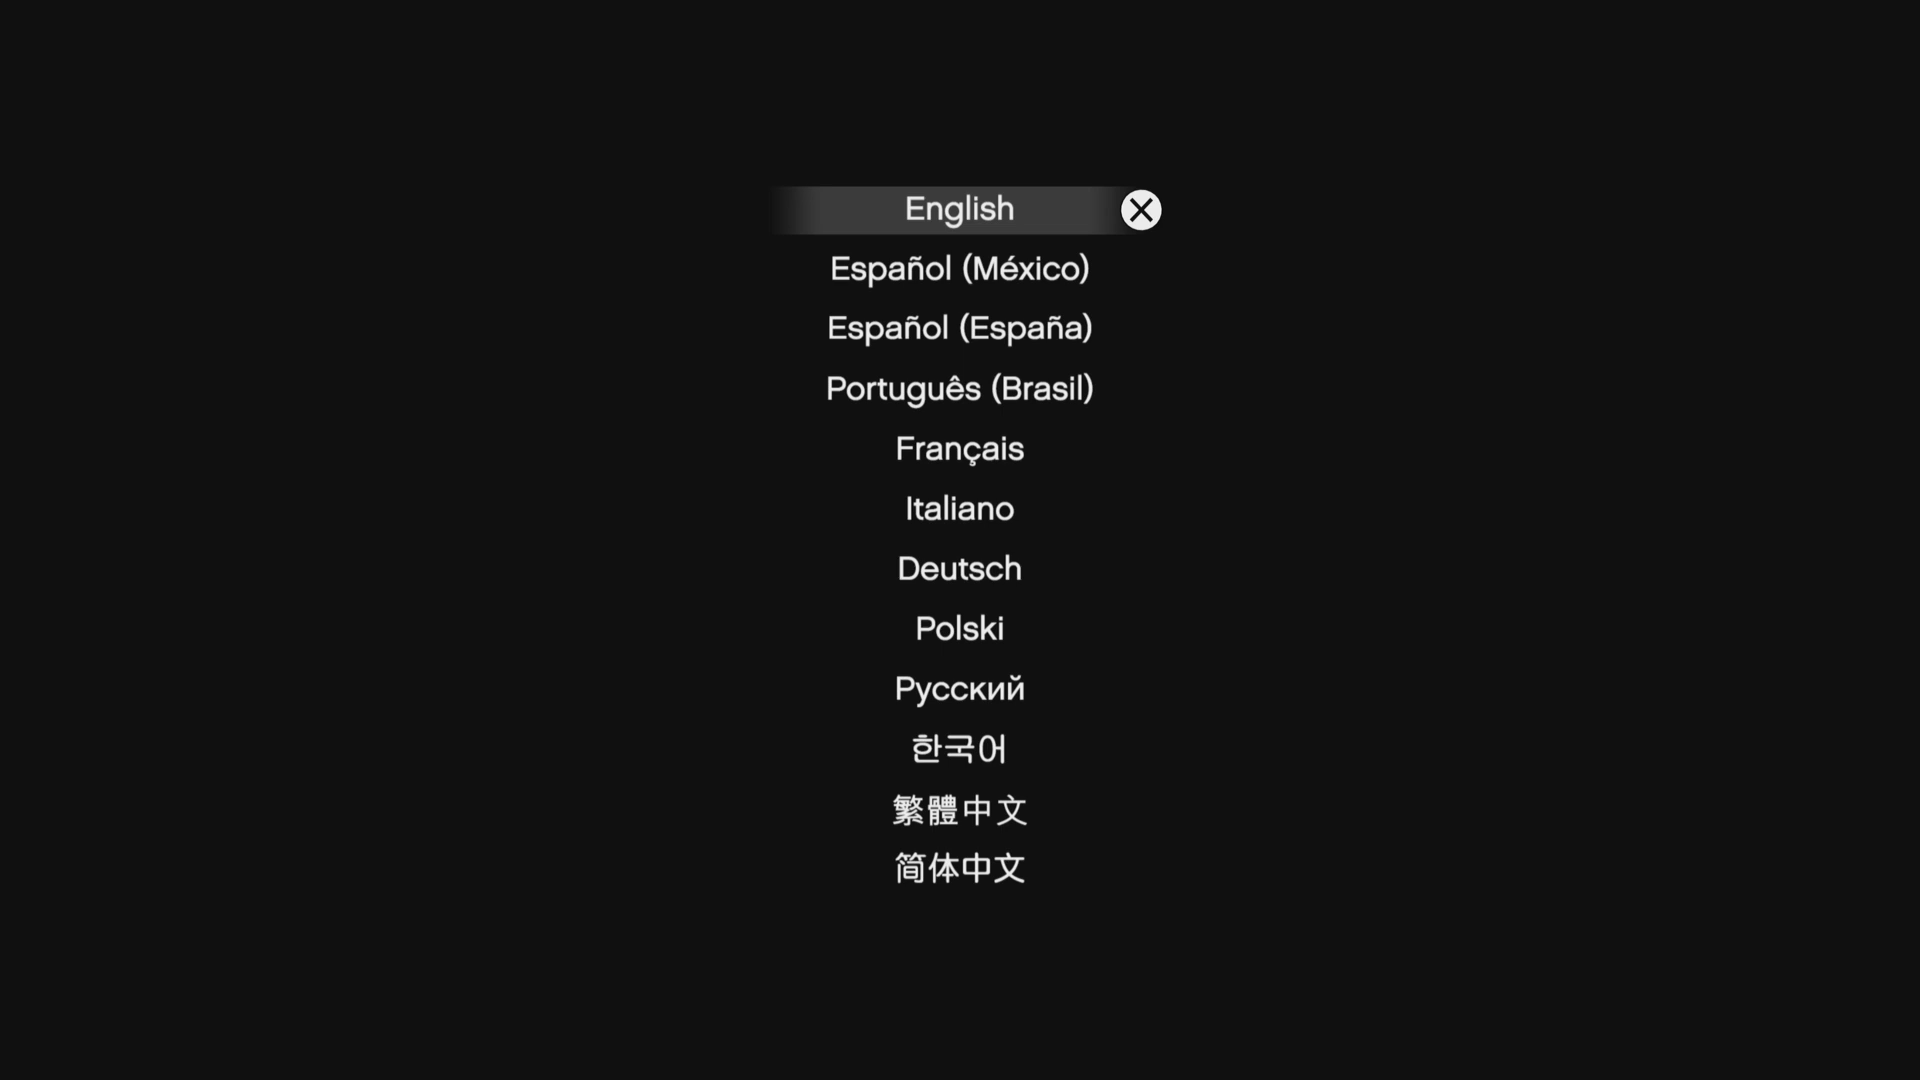 English
Español (México)
Español (España)
Português (Brasil)
Français
Italiano
Deutsch
Polski
Русский
한국어
繁體中文
简体中文